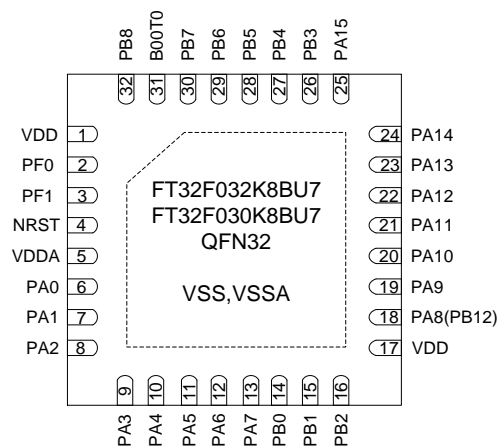 PB8 B00T0 PB7 PB6 PB5 PB4 PB3 PA15
32 31 30 29 28 27 26 25
VDD 1
PF0 2
PF1 3
NRST 4
VDDA 5
PA0 6
PA1 7
PA2 8
FT32F032K8BU7
FT32F030K8BU7
QFN32
VSS,VSSA
24 PA14
23 PA13
22 PA12
21 PA11
20 PA10
19 PA9
18 PA8(PB12)
17 VDD
9 10 11 12 13 14 15 16
PA3 PA4 PA5 PA6 PA7 PB0 PB1 PB2